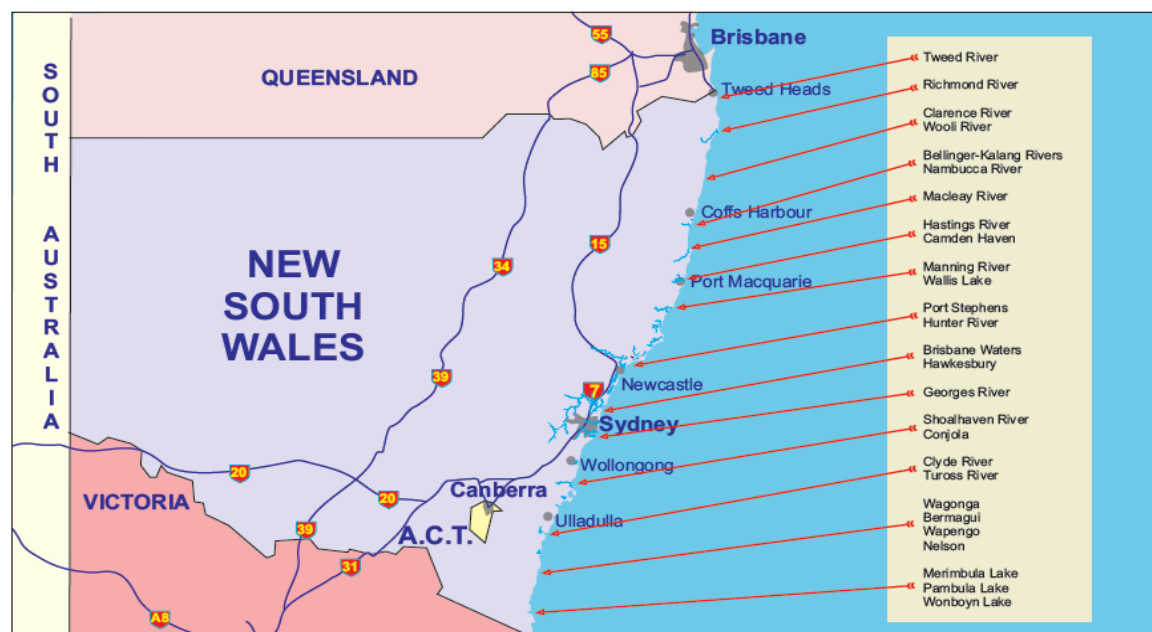 SOUTH AUSTRALIA
QUEENSLAND
55
85
Brisbane
Tweed Heads
NEW
SOUTH
WALES
34
15
Coffs Harbour
Port Macquarie
39
7
Newcastle
Sydney
Wollongong
20
20
Canberra
A.C.T.
Ulladulla
VICTORIA
39
31
A8
Tweed River
Richmond River
Clarence River
Wooli River
Bellinger-Kalang Rivers
Nambucca River
Macleay River
Hastings River
Camden Haven
Manning River
Wallis Lake
Port Stephens
Hunter River
Brisbane Waters
Hawkesbury
Georges River
Shoalhaven River
Conjola
Clyde River
Tuross River
Wagonga
Bermagui
Wapengo
Nelson
Merimbula Lake
Pambula Lake
Wonboyn Lake